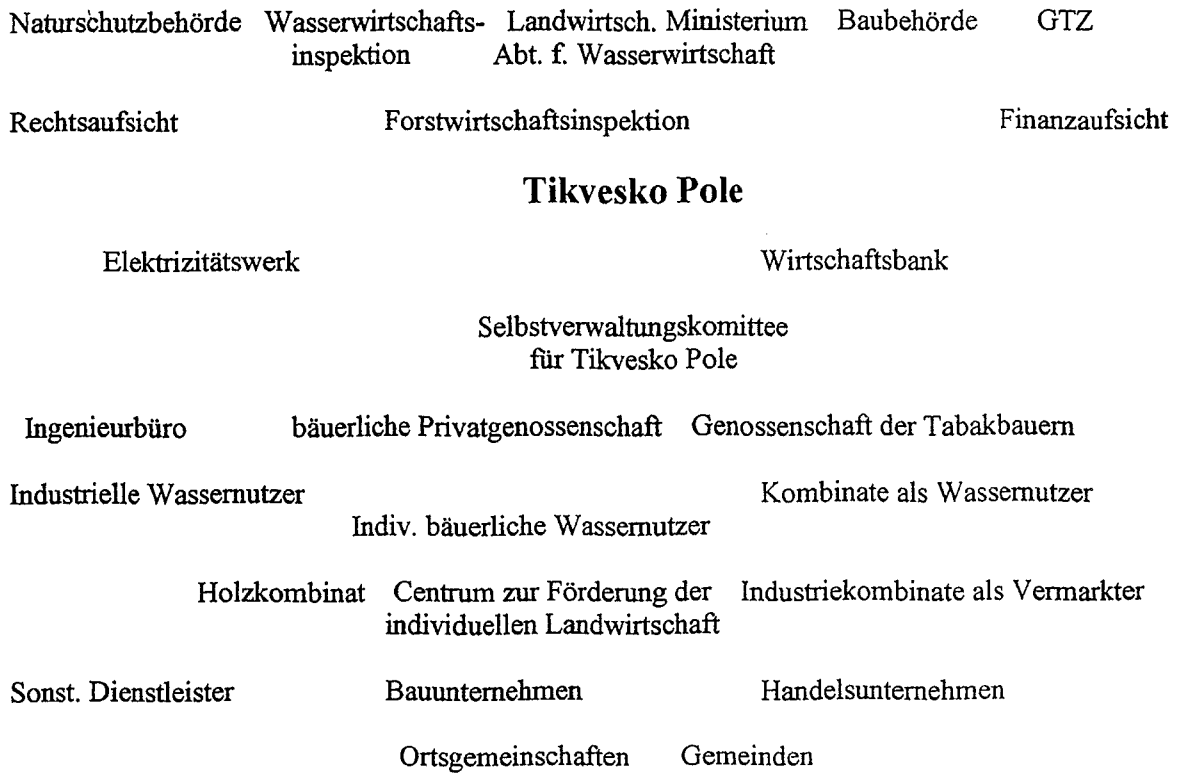 Naturschutzbehörde Wasserwirtschafts- Landwirtsch. Ministerium Baubehörde GTZ
inspektion Abt. f. Wasserwirtschaft
Rechtsaufsicht Forstwirtschaftsinspektion Finanzaufsicht
Tikvesko Pole
Elektrizitätswerk Wirtschaftsbank
Selbstverwaltungskomittee
für Tikvesko Pole
Ingenieurbüro bäuerliche Privatgenossenschaft Genossenschaft der Tabakbauern
Industrielle Wassernutzer Kombinate als Wassernutzer
Indiv. bäuerliche Wassernutzer
Holzkombinat Centrum zur Förderung der Industriekombinate als Vermarkter
individuellen Landwirtschaft
Sonst. Dienstleister Bauunternehmen Handelsunternehmen
Ortsgemeinschaften Gemeinden